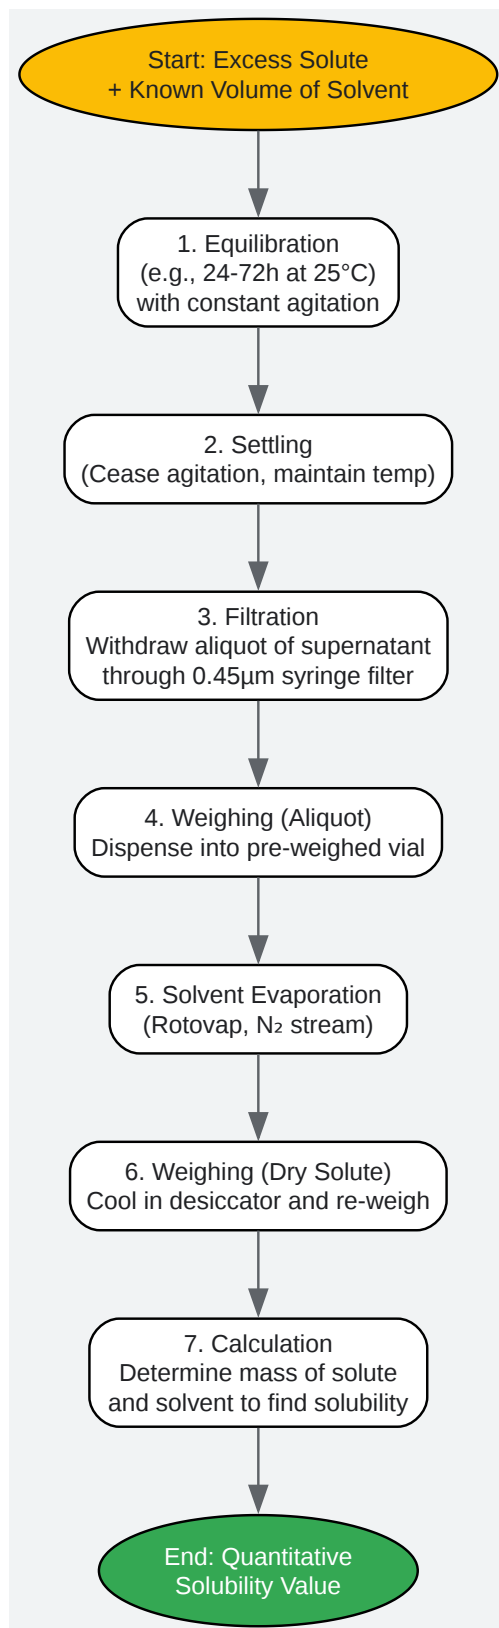 Start: Excess Solute
+ Known Volume of Solvent
1. Equilibration
(e.g., 24-72h at 25°C)
with constant agitation
2. Settling
(Cease agitation, maintain temp)
3. Filtration
Withdraw aliquot of supernatant
through 0.45µm syringe filter
4. Weighing (Aliquot)
Dispense into pre-weighed vial
5. Solvent Evaporation
(Rotovap, N₂ stream)
6. Weighing (Dry Solute)
Cool in desiccator and re-weigh
7. Calculation
Determine mass of solute
and solvent to find solubility
End: Quantitative
Solubility Value